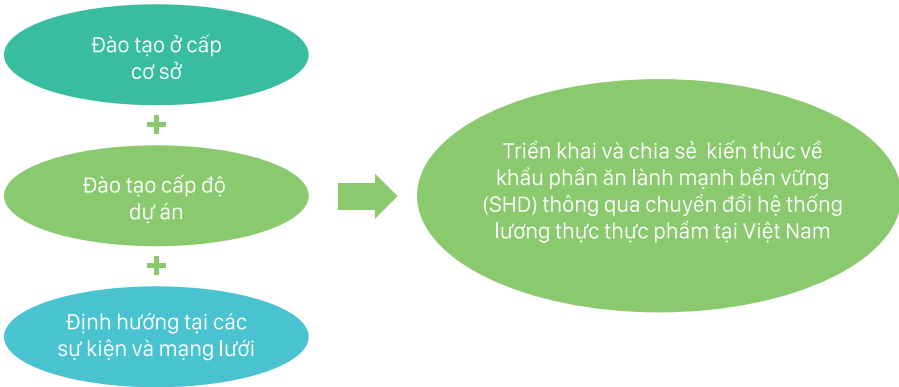 Đào tạo ở cấp
cơ sở
+
Đào tạo cấp độ
dự án
+
Định hướng tại các
sự kiện và mạng lưới
Triển khai và chia sẻ kiến thúc về
khẩu phần ăn lành mạnh bền vững
(SHD) thông qua chuyển đổi hệ thống
lương thực thực phẩm tại Việt Nam